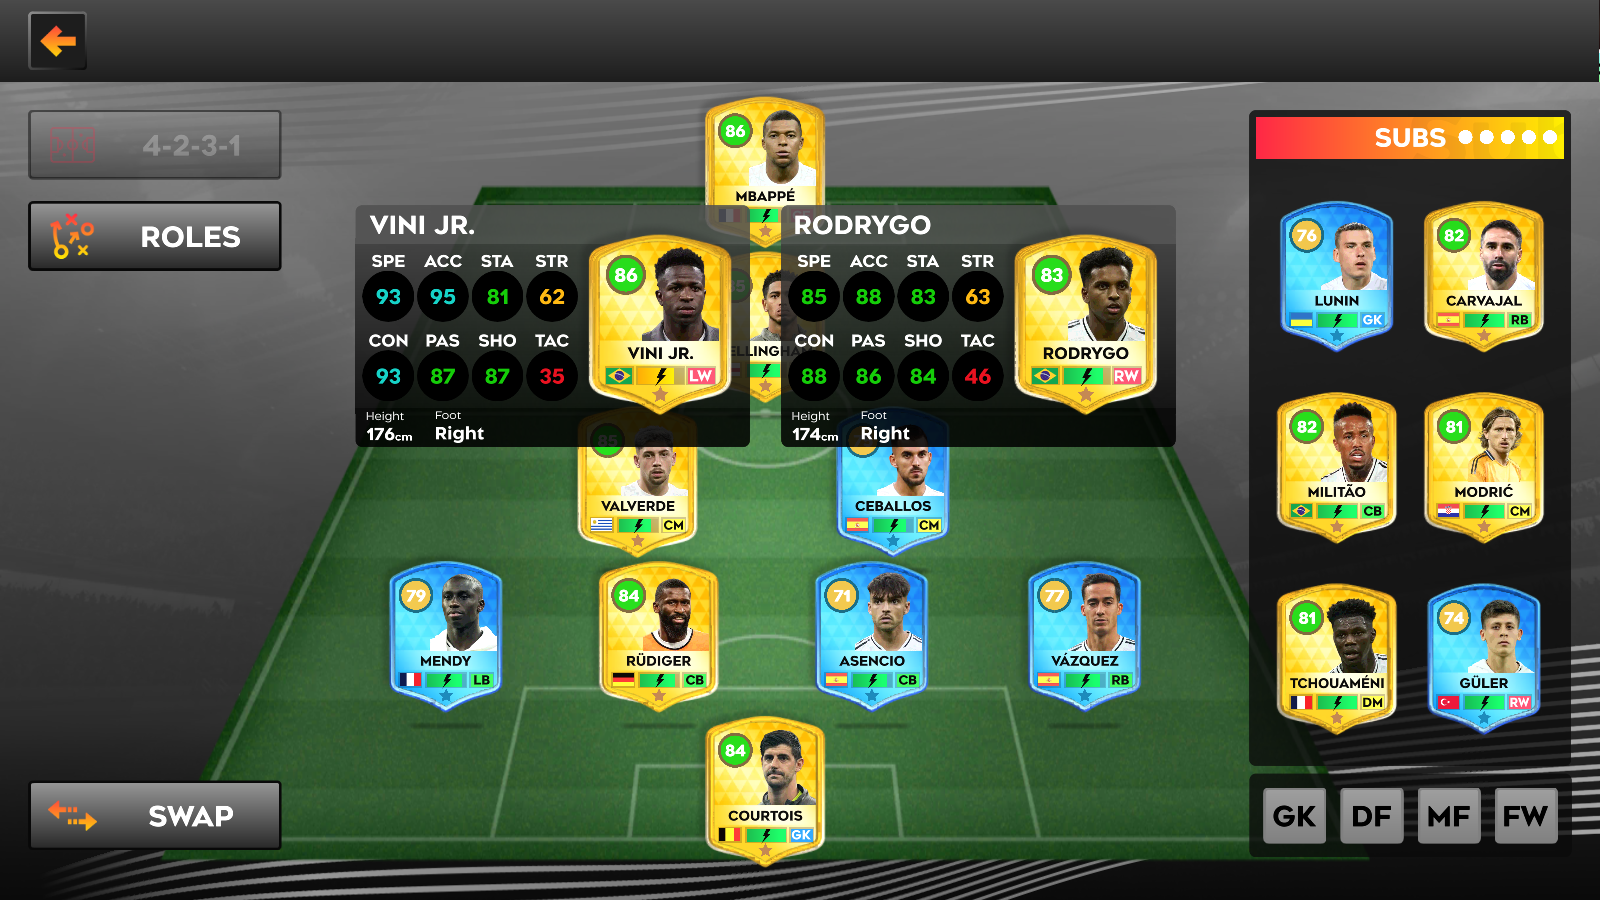 4-2-3-1
ROLES
SWAP
86
MBAPPÉ
VINI JR.
SPE ACC STA STR
93 95 81 62
CON PAS SHO TAC
93 87 87 35
Height Foot
176cm Right
86
VINI JR.
LW
RODRYGO
SPE ACC STA STR
85 88 83 63
CON PAS SHO TAC
88 86 84 46
Height Foot
174cm Right
83
RODRYGO
RW
85
VALVERDE
CM
CEBALLOS
CM
79
MENDY
LB
84
RÜDIGER
CB
71
ASENCIO
CB
77
VÁZQUEZ
RB
84
COURTOIS
GK
SUBS
76
LUNIN
GK
82
CARVAJAL
RB
82
MILITÃO
CB
81
MODRIĆ
CM
81
TCHOUAMÉNI
DM
74
GÜLER
RW
GK DF MF FW